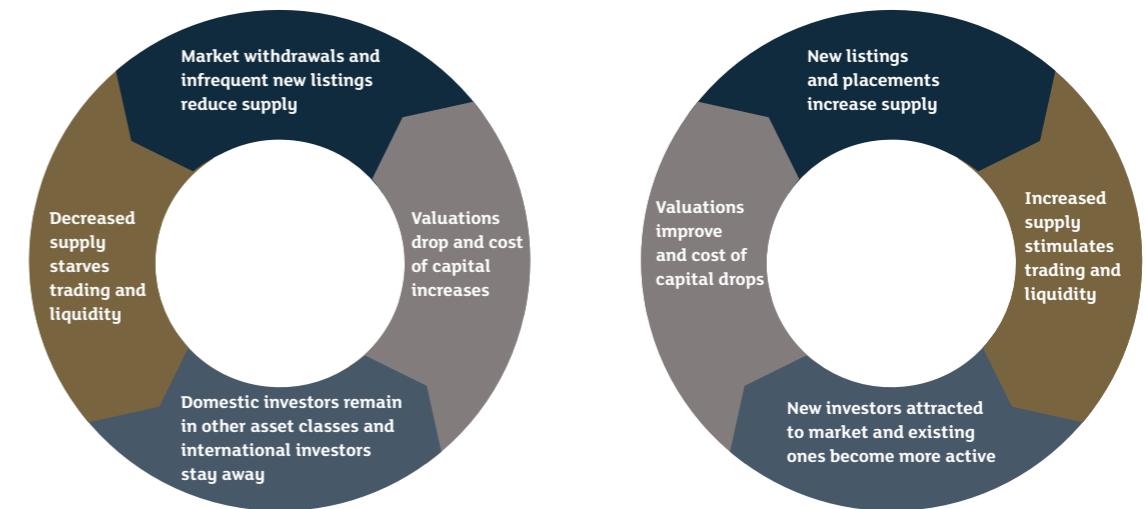 Market withdrawals and
infrequent new listings
reduce supply
Decreased
supply
starves
trading and
liquidity
Valuations
drop and cost
of capital
increases
Domestic investors remain
in other asset classes and
international investors
stay away
New listings
and placements
increase supply
Valuations
improve
and cost of
capital drops
Increased
supply
stimulates
trading and
liquidity
New investors attracted
to market and existing
ones become more active